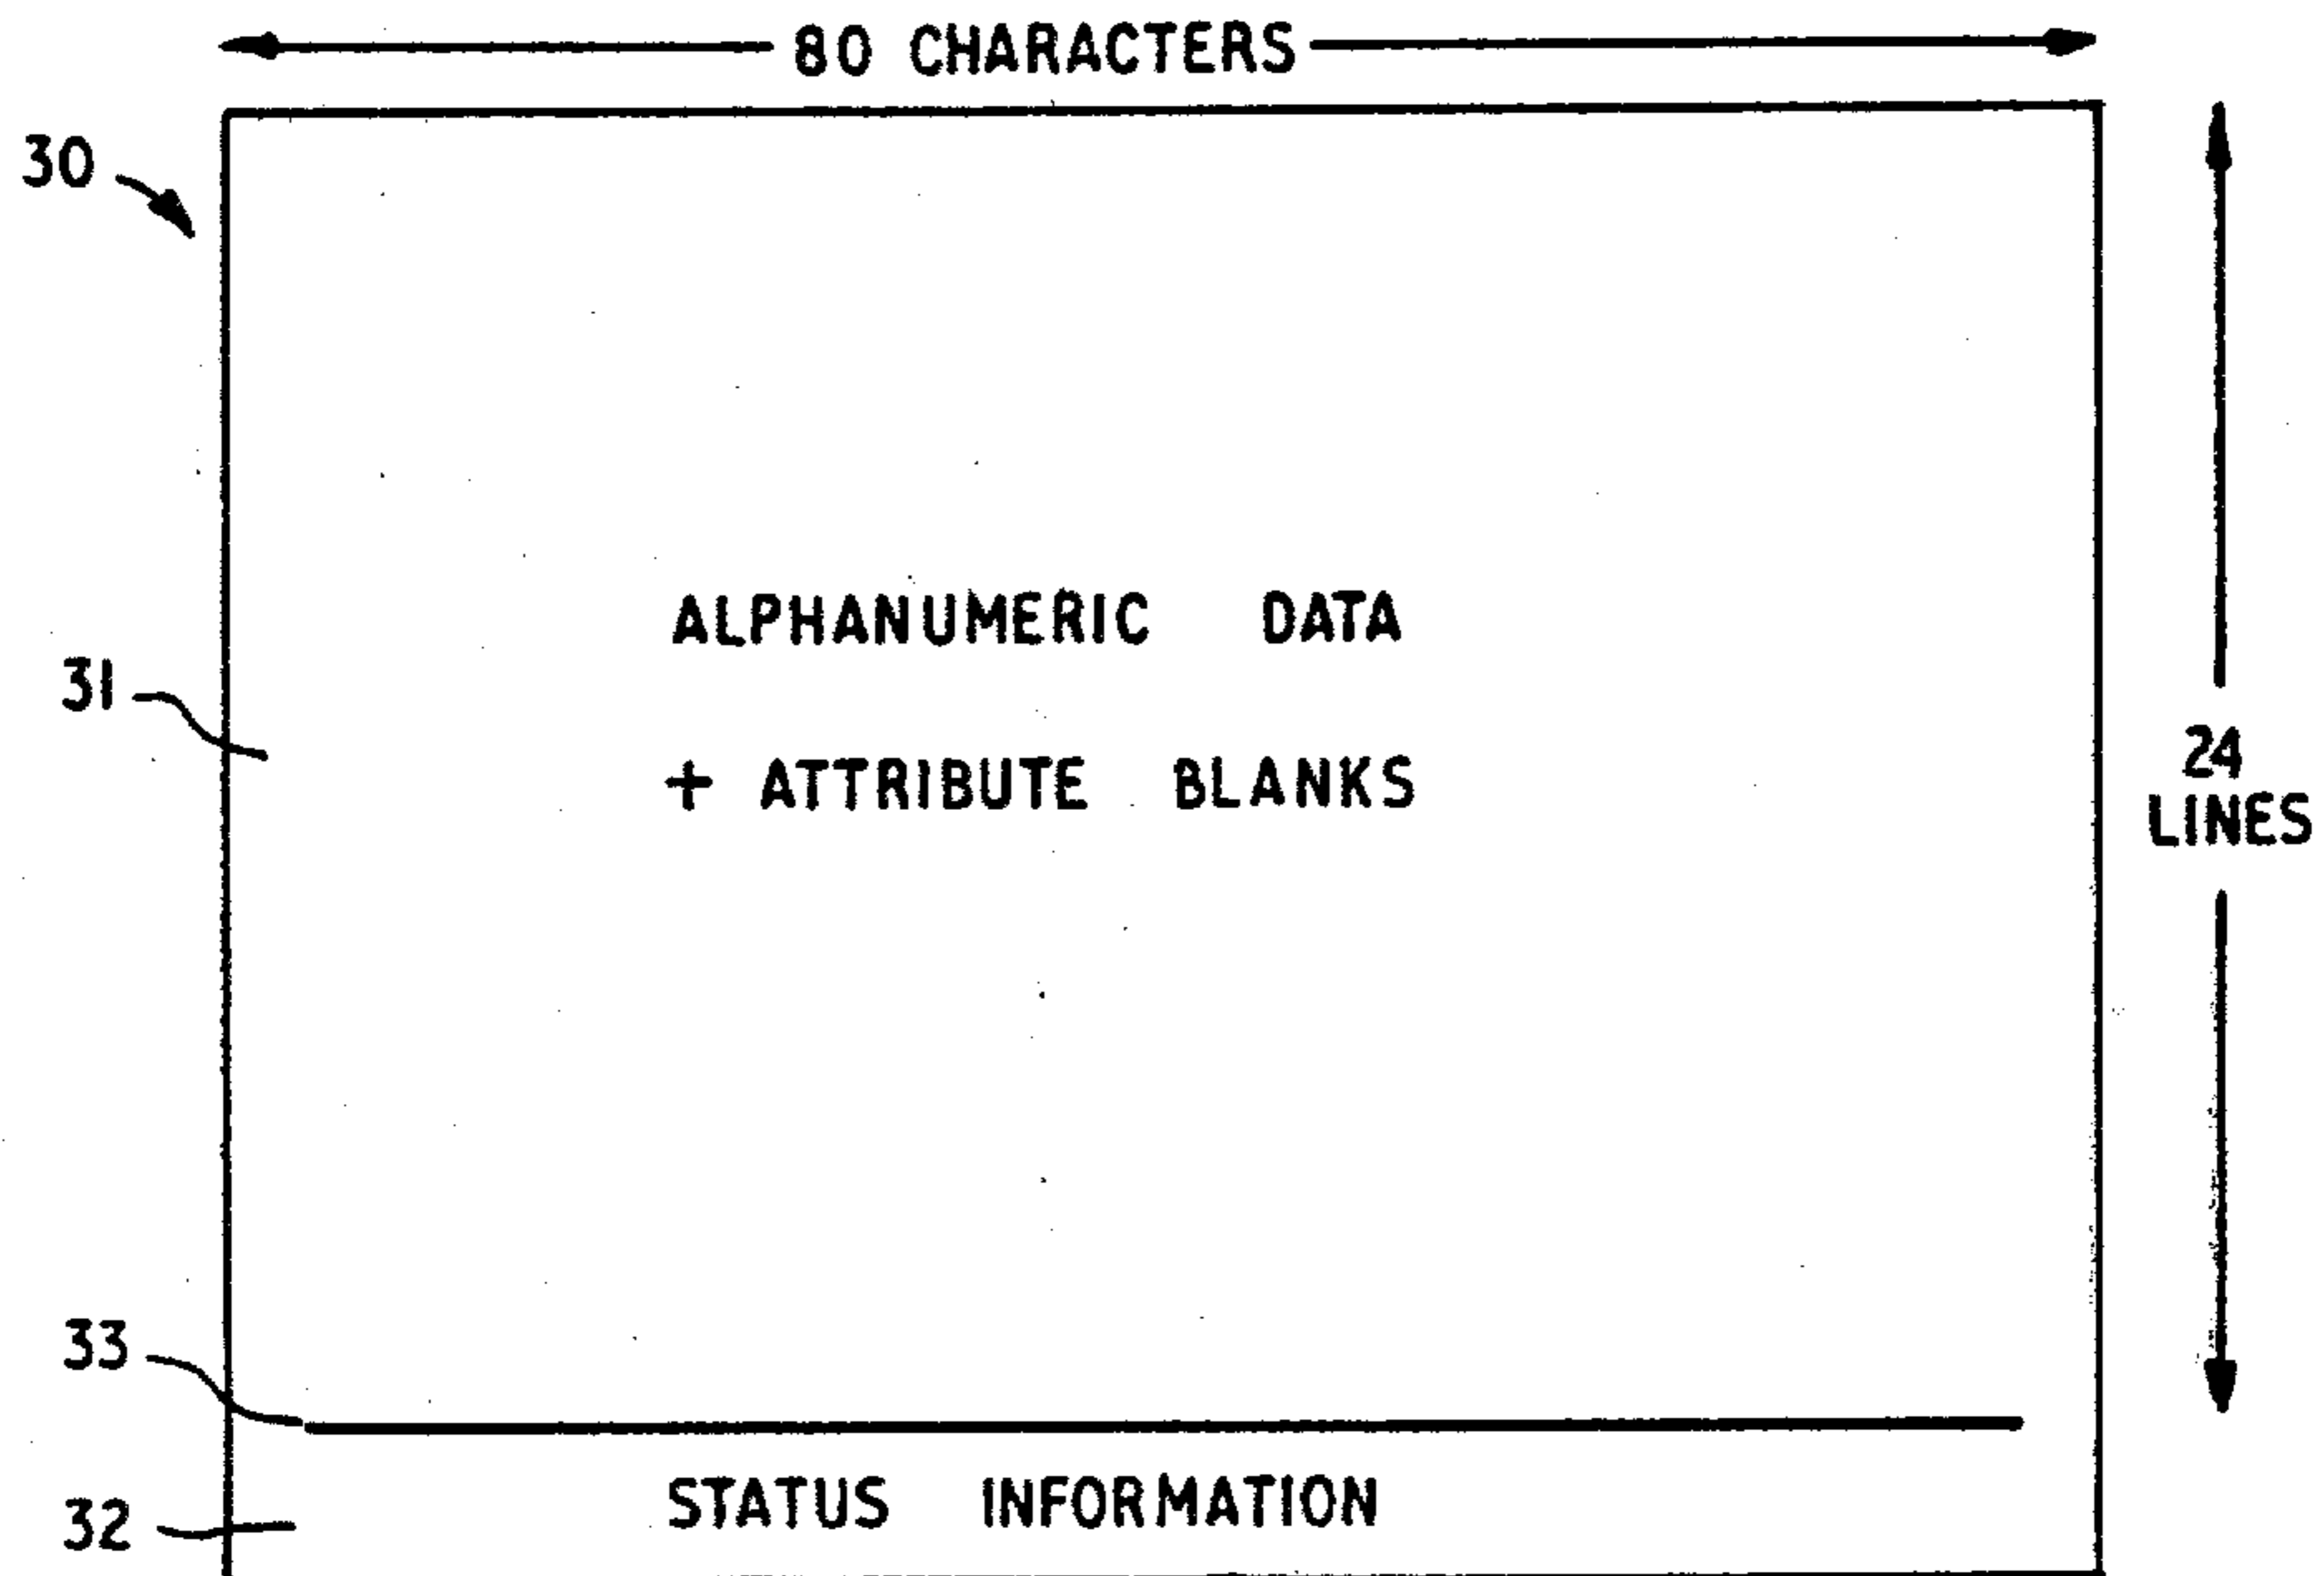 80 CHARACTERS
30
ALPHANUMERIC DATA
31
+ ATTRIBUTE BLANKS
24
LINES
33
STATUS INFORMATION
32